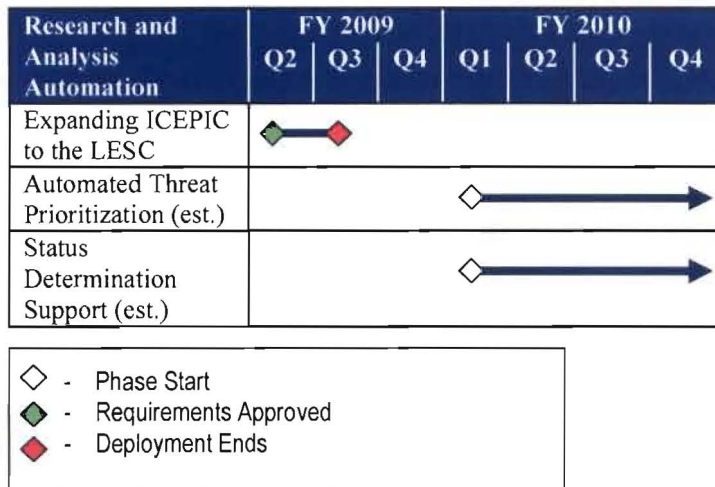 Research and FY 2009 FY 2010
Analysis Q2 Q3 Q4 Q1 Q2 Q3 Q4
Automation
Expanding ICEPIC
to the LESC
Automated Threat
Prioritization (est.)
Status
Determination
Support (est.)
- Phase Start
- Requirements Approved
- Deployment Ends